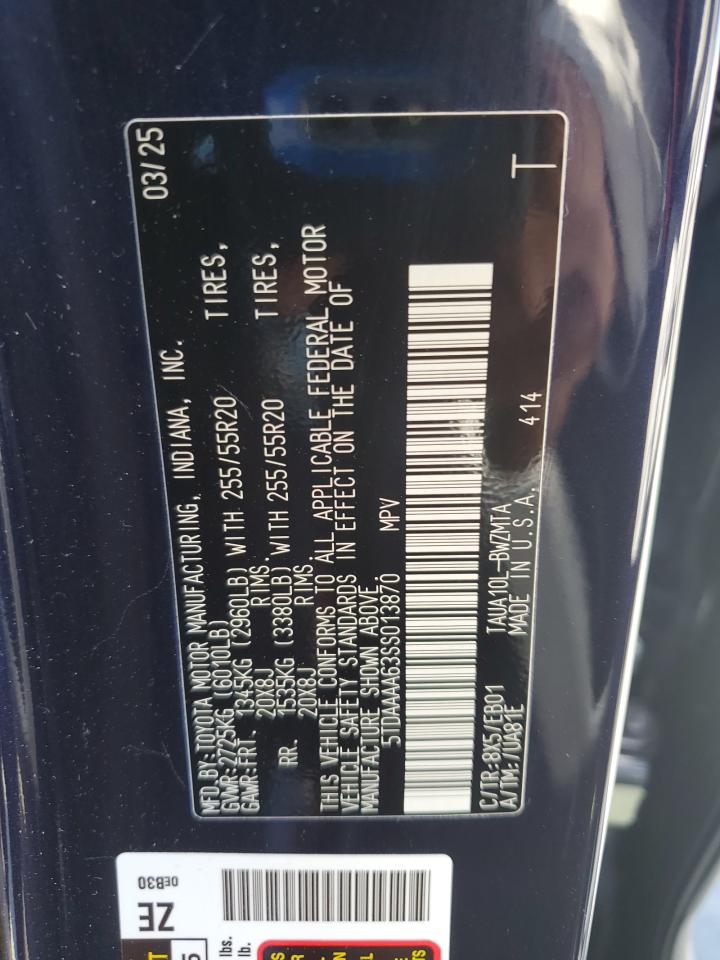 03/25
MFD.BY:TOYOTA MOTOR MANUFACTURING, INDIANA, INC.
GVWR:2725KG (6010LB)
GAWR:FRT. 1345KG (2960LB) WITH 255/55R20 TIRES,
20X8J RIMS.
RR. 1535KG (3380LB) WITH 255/55R20 TIRES,
20X8J RIMS.
THIS VEHICLE CONFORMS TO ALL APPLICABLE FEDERAL MOTOR
VEHICLE SAFETY STANDARDS IN EFFECT ON THE DATE OF
MANUFACTURE SHOWN ABOVE.
5TDAAAA63SS013870 MPV
C/TR:8X5/EB01 TAUA10L-BWZMTA
A/TM:/UA81E MADE IN U.S.A. 414
T
0EB30
ZE
lbs.
lb.